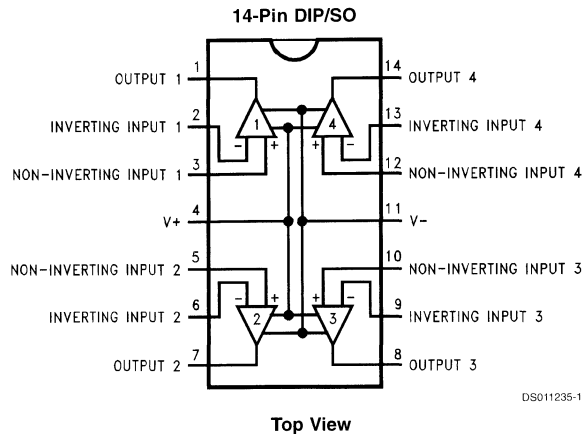 14-Pin DIP/SO
1 14
OUTPUT 1 OUTPUT 4
2 1 4 13
INVERTING INPUT 1 INVERTING INPUT 4
− + + −
3 12
NON-INVERTING INPUT 1 NON-INVERTING INPUT 4
4 11
V+ V−
5 10
NON-INVERTING INPUT 2 NON-INVERTING INPUT 3
− + + −
6 2 3 9
INVERTING INPUT 2 INVERTING INPUT 3
7 8
OUTPUT 2 OUTPUT 3
DS011235-1
Top View